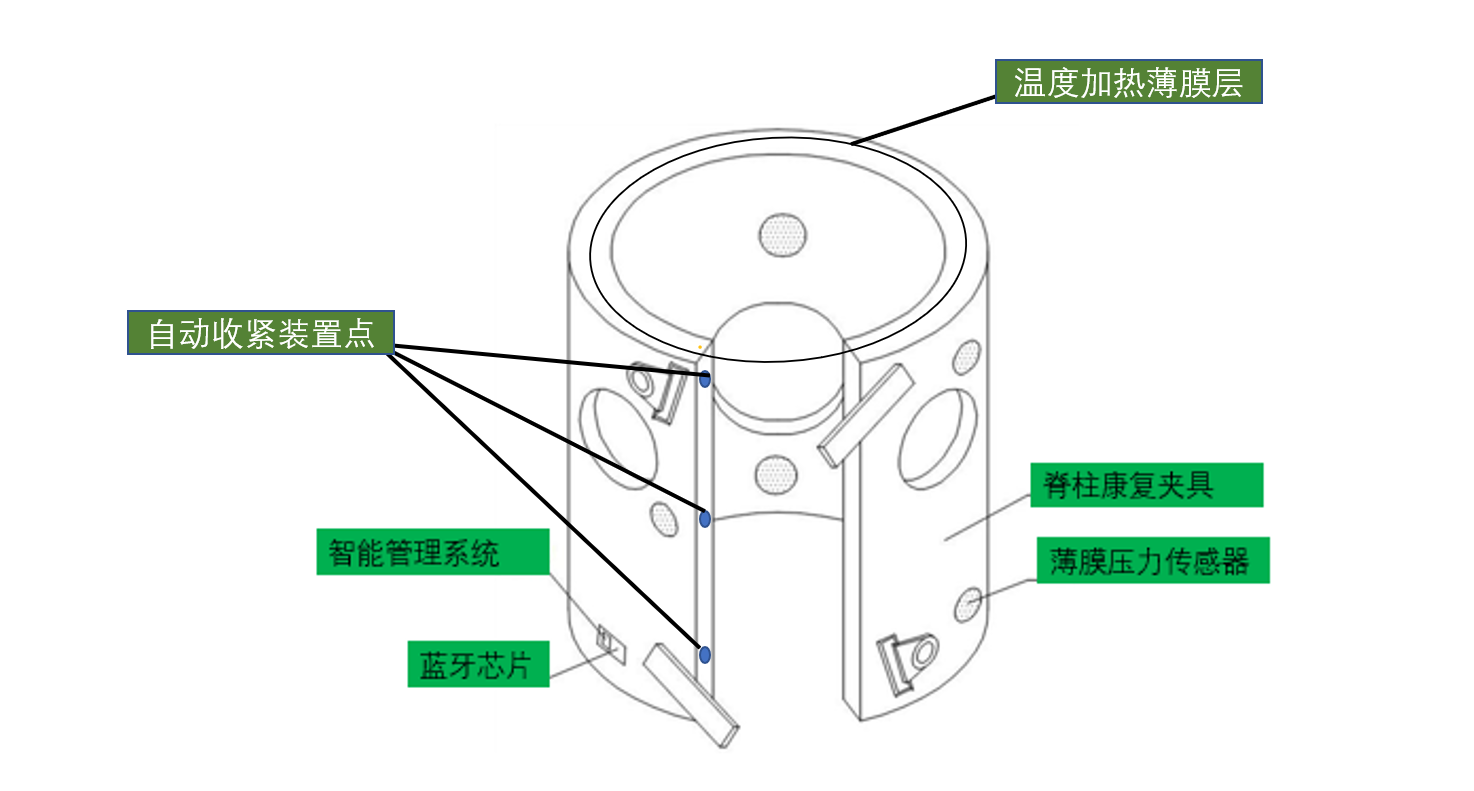 温度加热薄膜层
自动收紧装置点
脊柱康复夹具
智能管理系统
薄膜压力传感器
蓝牙芯片